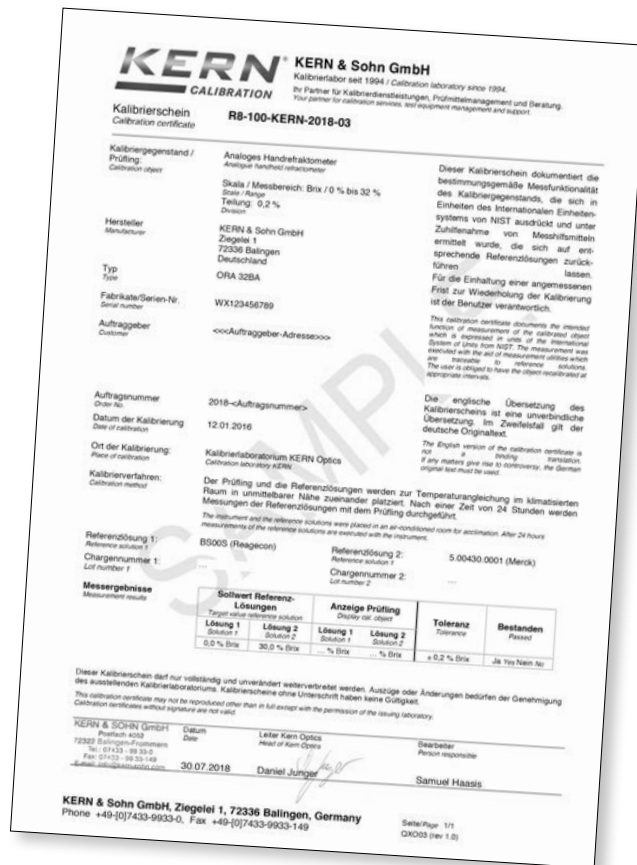 KERN
CALIBRATION
KERN & Sohn GmbH
Kalibrierlabor seit 1994 / Calibration laboratory since 1994.
Ihr Partner für Kalibrierdienstleistungen, Prüfmittelmanagement und Beratung.
Your partner for calibration services, test equipment management and support.
Kalibrierschein
Calibration certificate
R8-100-KERN-2018-03
Kalibriergegenstand /
Prüfling:
Calibration object
Analoges Handrefraktometer
Analogue handheld refractometer
Skala / Messbereich: Brix / 0 % bis 32 %
Scale / Range
Teilung: 0,2 %
Division
Hersteller
Manufacturer
KERN & Sohn GmbH
Ziegelei 1
72336 Balingen
Deutschland
Typ
Type
ORA 32BA
Fabrikate/Serien-Nr.
Serial number
WX123456789
Auftraggeber
Customer
<<<Auftraggeber-Adresse>>>
Dieser Kalibrierschein dokumentiert die
bestimmungsgemäße Messfunktionalität
des Kalibriergegenstands, die sich in
Einheiten des Internationalen Einheiten-
systems von NIST ausdrückt und unter
Zuhilfenahme von Messhilfsmitteln
ermittelt wurde, die sich auf ent-
sprechende Referenzlösungen zurück-
führen lassen.
Für die Einhaltung einer angemessenen
Frist zur Wiederholung der Kalibrierung
ist der Benutzer verantwortlich.
This calibration certificate documents the intended
function of measurement of the calibrated object
which is expressed in units of the International
System of Units from NIST. The measurement was
executed with the aid of measurement utilities which
are traceable to reference solutions.
The user is obliged to have the object recalibrated at
appropriate intervals.
Auftragsnummer
Order No.
2018-<Auftragsnummer>
Datum der Kalibrierung
Date of calibration
12.01.2016
Die englische Übersetzung des
Kalibrierscheins ist eine unverbindliche
Übersetzung. Im Zweifelsfall gilt der
deutsche Originaltext.
The English version of the calibration certificate is
not a binding translation.
If any matters give rise to controversy, the German
original text must be used.
Ort der Kalibrierung:
Place of calibration
Kalibrierlaboratorium KERN Optics
Calibration laboratory KERN
Kalibrierverfahren:
Calibration method
Der Prüfling und die Referenzlösungen werden zur Temperaturangleichung im klimatisierten
Raum in unmittelbarer Nähe zueinander platziert. Nach einer Zeit von 24 Stunden werden
Messungen der Referenzlösungen mit dem Prüfling durchgeführt.
The instrument and the reference solutions were placed in an air-conditioned room for acclimation. After 24 hours
measurements of the reference solutions are executed with the instrument.
Referenzlösung 1:
Reference solution 1
BS00S (Reagecon)
Referenzlösung 2:
Reference solution 1
5.00430.0001 (Merck)
Chargennummer 1:
Lot number 1
...
Chargennummer 2:
Lot number 2
...
Messergebnisse
Measurement results
Sollwert Referenz-
Lösungen
Target value reference solution
Anzeige Prüfling
Display cal. object
Toleranz
Tolerance
Bestanden
Passed
Lösung 1
Solution 1
Lösung 2
Solution 2
Lösung 1
Solution 1
Lösung 2
Solution 2
0,0 % Brix
30,0 % Brix
... % Brix
... % Brix
± 0,2 % Brix
Ja Yes Nein No
Dieser Kalibrierschein darf nur vollständig und unverändert weiterverbreitet werden. Auszüge oder Änderungen bedürfen der Genehmigung
des ausstellenden Kalibrierlaboratoriums. Kalibrierscheine ohne Unterschrift haben keine Gültigkeit.
This calibration certificate may not be reproduced other than in full except with the permission of the issuing laboratory.
Calibration certificates without signature are not valid.
KERN & SOHN GmbH
Postfach 4052
72322 Balingen-Frommern
Tel.: 07433 - 99 33-0
Fax: 07433 - 99 33-149
E-mail: info@kern-sohn.com
Datum
Date
30.07.2018
Leiter Kern Optics
Head of Kern Optics
Daniel Junger
Bearbeiter
Person responsible
Samuel Haasis
KERN & Sohn GmbH, Ziegelei 1, 72336 Balingen, Germany
Phone +49-[0]7433-9933-0, Fax +49-[0]7433-9933-149
Seite/Page 1/1
QXO03 (rev 1.0)
SAMPLE